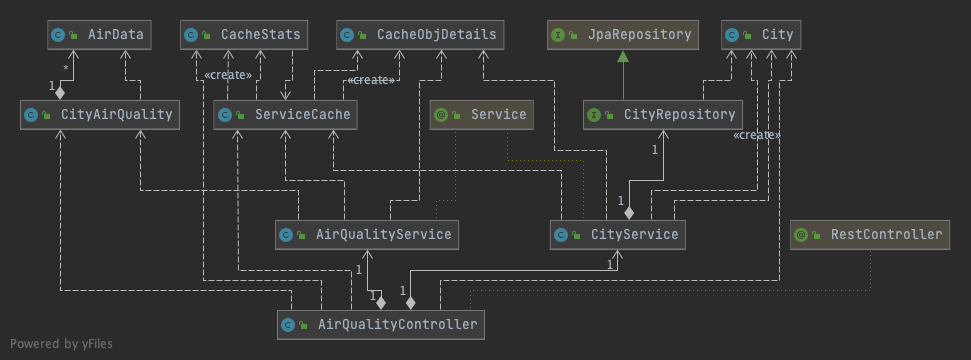 AirData
CacheStats
CacheObjDetails
JpaRepository
City
*
«create»
«create»
1
CityAirQuality
ServiceCache
Service
CityRepository
«create»
1
1
AirQualityService
CityService
RestController
1
1
1
1
AirQualityController
Powered by yFiles